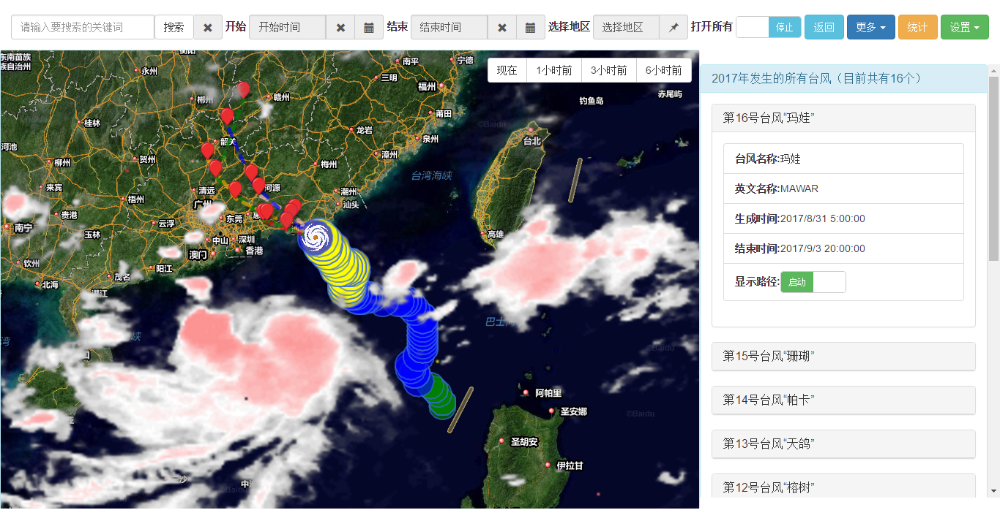 请输入要搜索的关键词 搜索 开始 开始时间 结束 结束时间 选择地区 选择地区 打开所有 停止 返回 更多 统计 设置
现在 1小时前 3小时前 6小时前
衡阳
南平
宁德
东南苗族
族自治州
永州
三明
福州
钓鱼岛
赤尾屿
郴州
赣州
莆田
桂林
龙岩
泉州
台北
韶关
河池
柳州
贺州
漳州
梅州
台湾海峡
来宾
清远
河源
潮州
梧州
汕头
广州
贵港
东莞
云浮
南宁
玉林
中山
深圳
香港
高雄
澳门
钦州
阳江
茂名
北海
湛江
巴士海
阿帕里
圣安娜
圣胡安
伊拉甘
©Baidu
©Baidu
2017年发生的所有台风（目前共有16个）
第16号台风“玛娃”
台风名称:玛娃
英文名称:MAWAR
生成时间:2017/8/31 5:00:00
结束时间:2017/9/3 20:00:00
显示路径: 启动
第15号台风“珊瑚”
第14号台风“帕卡”
第13号台风“天鸽”
第12号台风“榕树”